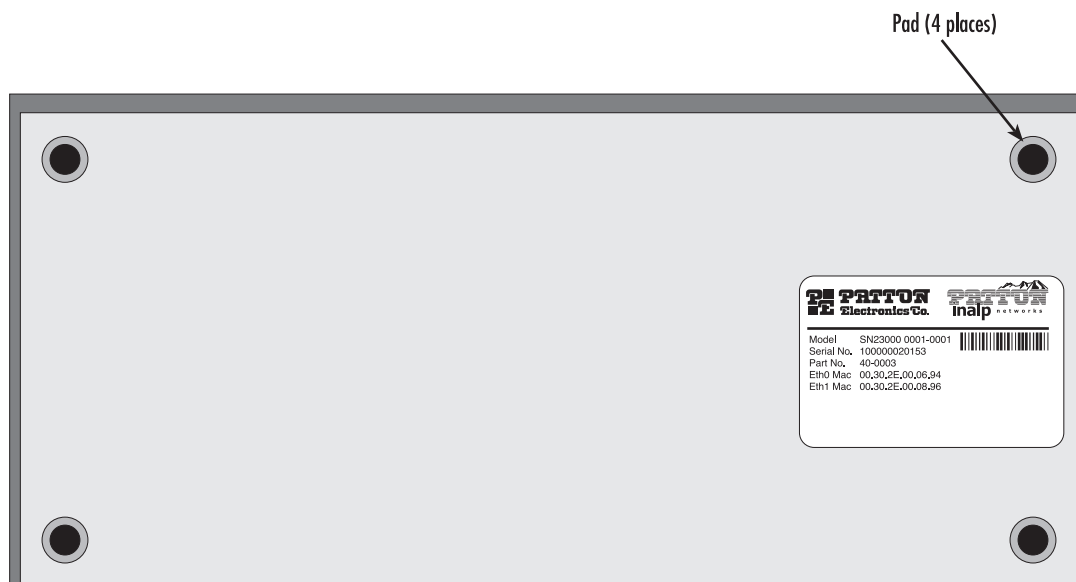 Pad (4 places)
PE PATTON
Electronics Co.
PATTON
Inalp networks
Model SN23000 0001-0001
Serial No. 100000020153
Part No. 40-0003
Eth0 Mac 00.30.2E.00.06.94
Eth1 Mac 00.30.2E.00.08.96